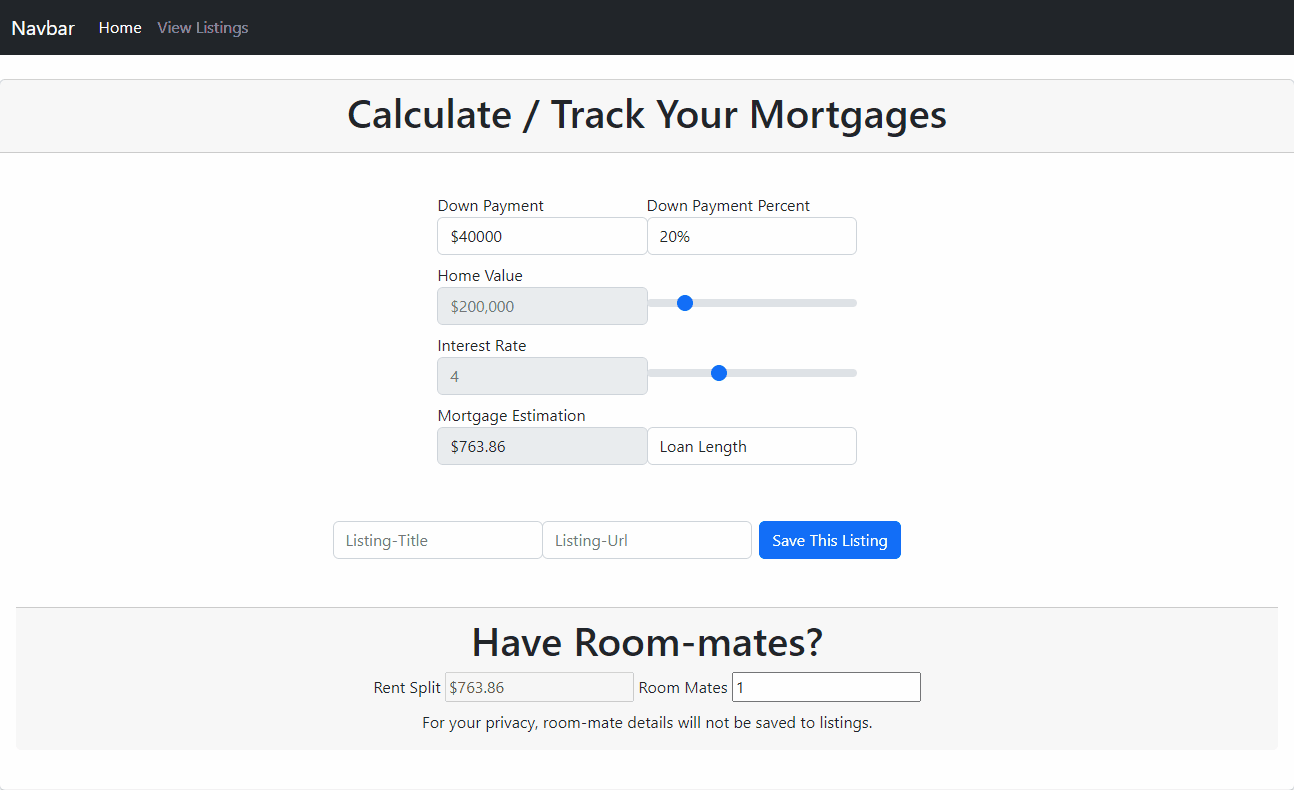 Navbar Home View Listings
Calculate / Track Your Mortgages
Down Payment Down Payment Percent
$40000 20%
Home Value
$200,000
Interest Rate
4
Mortgage Estimation
$763.86 Loan Length
Listing-Title Listing-Url Save This Listing
Have Room-mates?
Rent Split $763.86 Room Mates 1
For your privacy, room-mate details will not be saved to listings.